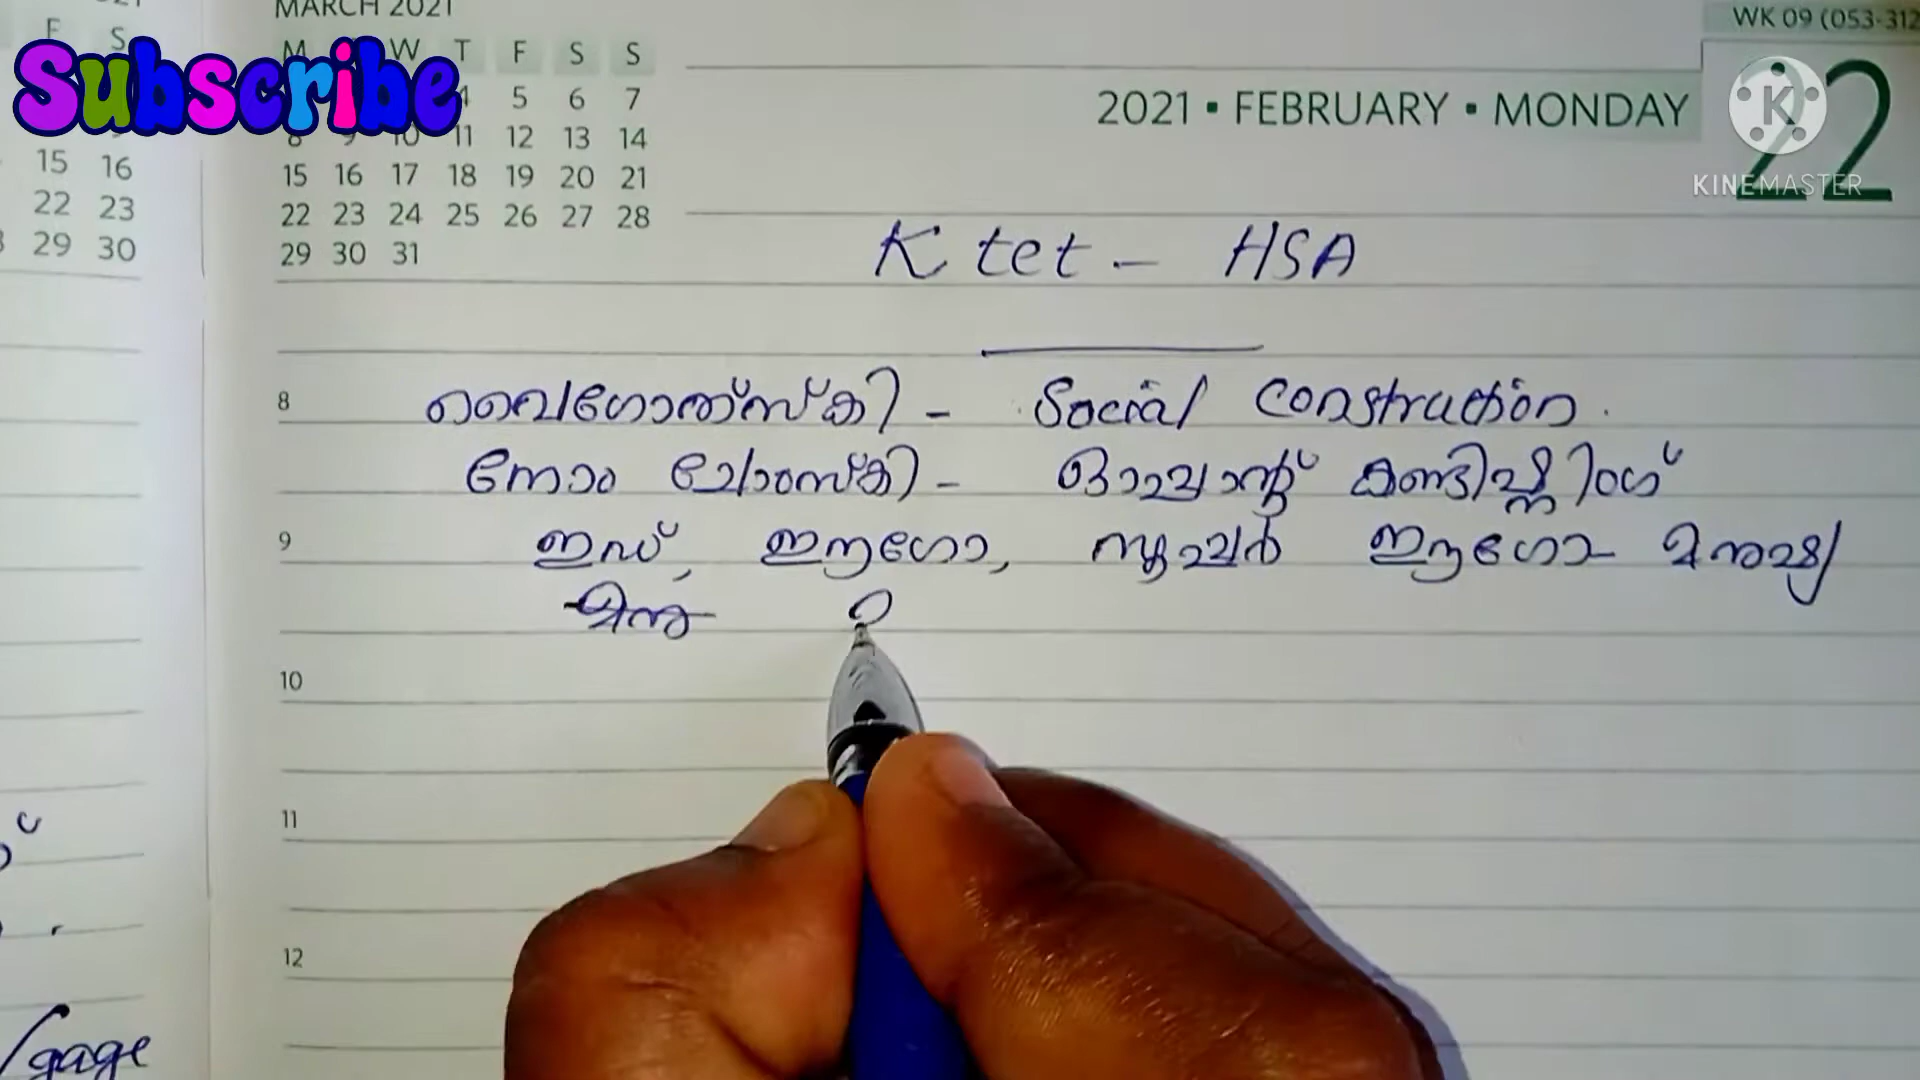 MARCH 2021
M W T F S S
4 5 6 7
8 9 10 11 12 13 14
15 16 17 18 19 20 21
22 23 24 25 26 27 28
29 30 31
F S
15 16
22 23
29 30
Subscribe
WK 09 (053-312
2021 • FEBRUARY • MONDAY
22
K
KINEMASTER
K tet - HSA
8
വൈഗോത്സ്കി - Social Construction.
നോം ചോംസ്കി - ഓപ്പറന്റ് കണ്ടീഷ്നിംഗ്
9
ഇഡ്, ഈഗോ, സൂപ്പർ ഈഗോ - മനുഷ്യ
മനു
10
11
12